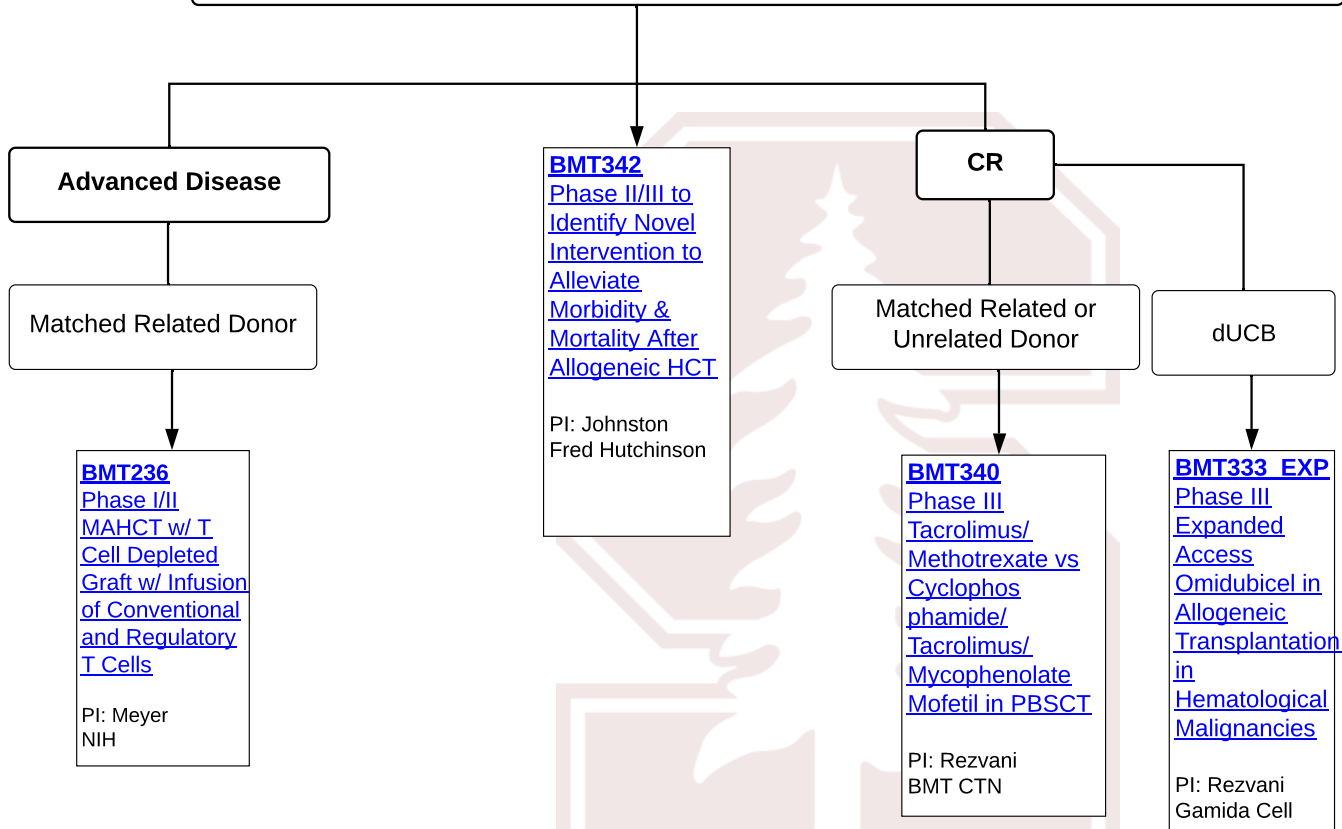 Advanced Disease
Matched Related Donor
BMT236
Phase I/II
MAHCT w/ T
Cell Depleted
Graft w/ Infusion
of Conventional
and Regulatory
T Cells
PI: Meyer
NIH
BMT342
Phase II/III to
Identify Novel
Intervention to
Alleviate
Morbidity &
Mortality After
Allogeneic HCT
PI: Johnston
Fred Hutchinson
CR
Matched Related or
Unrelated Donor
BMT340
Phase III
Tacrolimus/
Methotrexate vs
Cyclophos
phamide/
Tacrolimus/
Mycophenolate
Mofetil in PBSCT
PI: Rezvani
BMT CTN
dUCB
BMT333_EXP
Phase III
Expanded
Access
Omidubicel in
Allogeneic
Transplantation
in
Hematological
Malignancies
PI: Rezvani
Gamida Cell